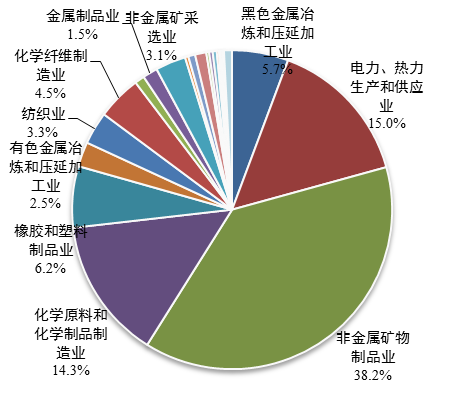 黑色金属冶
炼和压延加
工业
5.7%
电力、热力
生产和供应
业
15.0%
非金属矿物
制品业
38.2%
化学原料和
化学制品制
造业
14.3%
橡胶和塑料
制品业
6.2%
有色金属冶
炼和压延加
工业
2.5%
纺织业
3.3%
化学纤维制
造业
4.5%
金属制品业
1.5%
非金属矿采
选业
3.1%